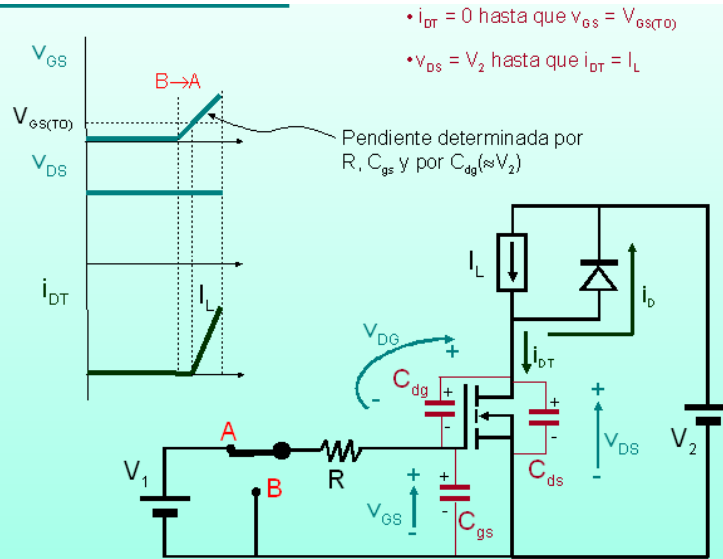 • i_DT = 0 hasta que v_GS = V_GS(TO)
• v_DS = V_2 hasta que i_DT = I_L
v_GS
B→A
V_GS(TO)
Pendiente determinada por
R, C_gs y por C_dg(≈V_2)
v_DS
i_DT
I_L
I_L
i_D
v_DG
+
-
i_DT
C_dg
+
-
+
-
C_ds
+
v_DS
-
V_2
A
B
V_1
R
+
v_GS
-
+
-
C_gs